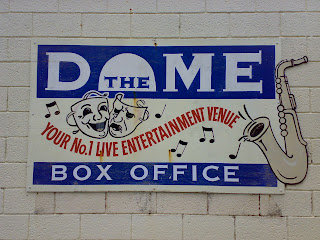 THE DOME
YOUR No.1 LIVE ENTERTAINMENT VENUE
BOX OFFICE